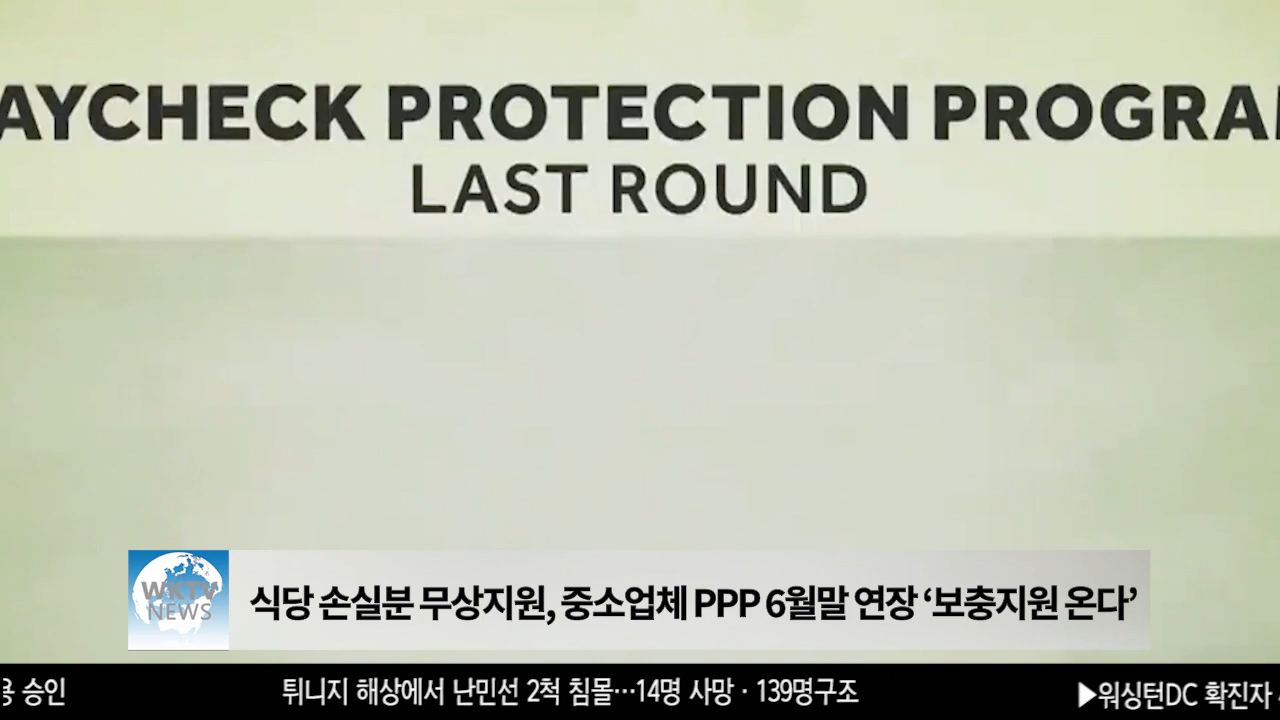 AYCHECK PROTECTION PROGRA
LAST ROUND
WKTV
NEWS
식당 손실분 무상지원, 중소업체 PPP 6월말 연장 ‘보충지원 온다’
승인
튀니지 해상에서 난민선 2척 침몰…14명 사망 · 139명구조
▶워싱턴DC 확진자